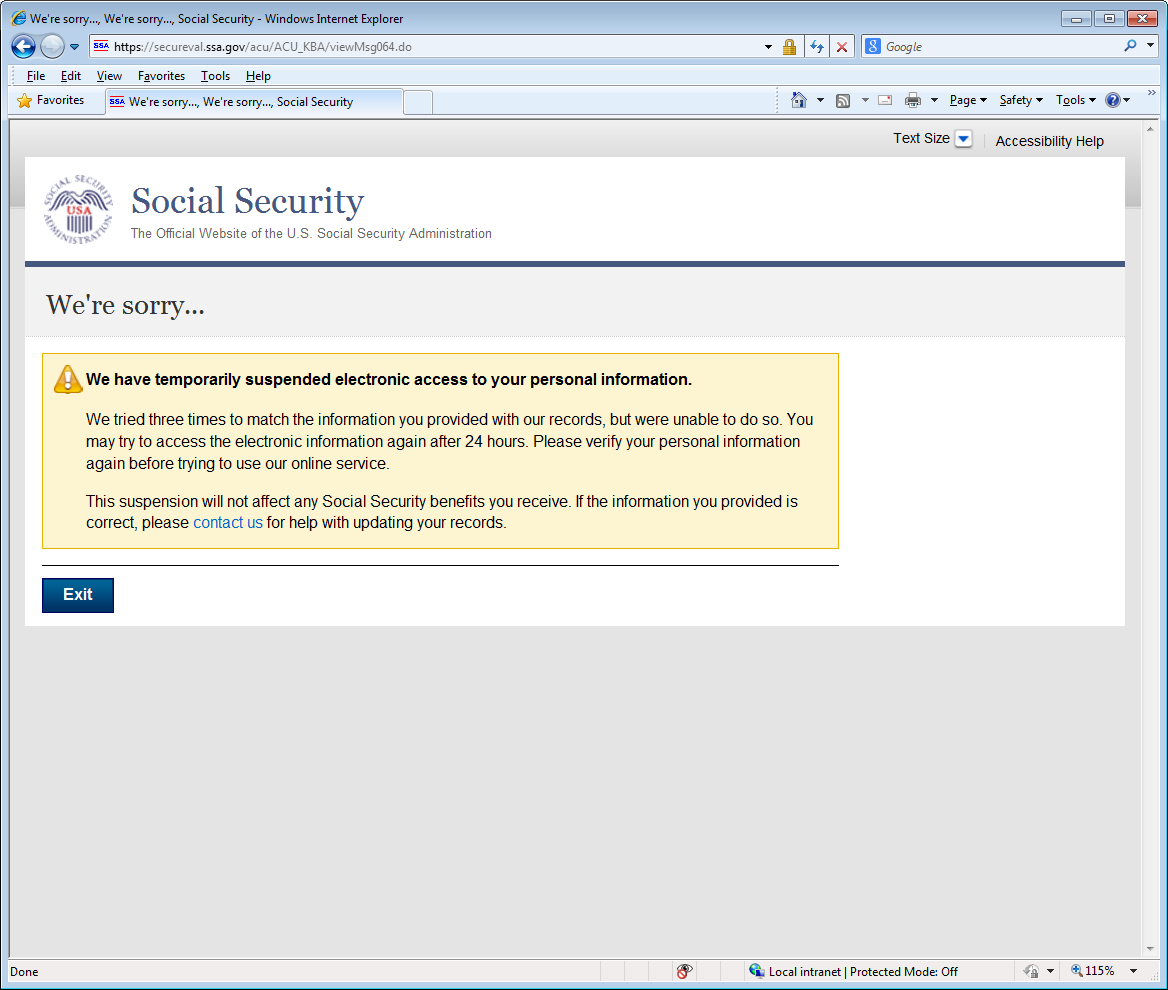 We're sorry..., We're sorry..., Social Security - Windows Internet Explorer
SSA https://secureval.ssa.gov/acu/ACU_KBA/viewMsg064.do
8 Google
File Edit View Favorites Tools Help
Favorites SSA We're sorry..., We're sorry..., Social Security Page Safety Tools »
Text Size Accessibility Help
SOCIAL SECURITY ADMINISTRATION
USA
Social Security
The Official Website of the U.S. Social Security Administration
We're sorry...
We have temporarily suspended electronic access to your personal information.
We tried three times to match the information you provided with our records, but were unable to do so. You
may try to access the electronic information again after 24 hours. Please verify your personal information
again before trying to use our online service.
This suspension will not affect any Social Security benefits you receive. If the information you provided is
correct, please contact us for help with updating your records.
Exit
Done Local intranet | Protected Mode: Off 115%